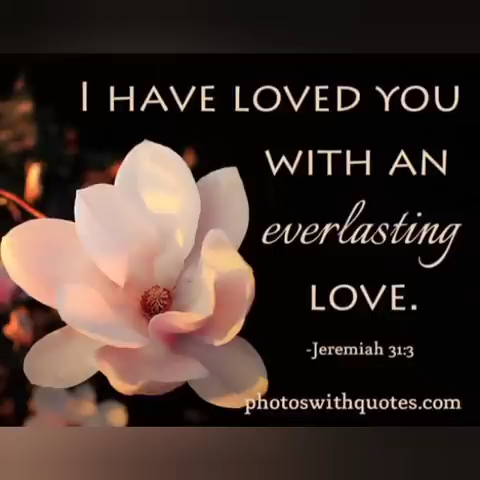 I HAVE LOVED YOU
WITH AN
everlasting
LOVE.
-Jeremiah 31:3
photoswithquotes.com